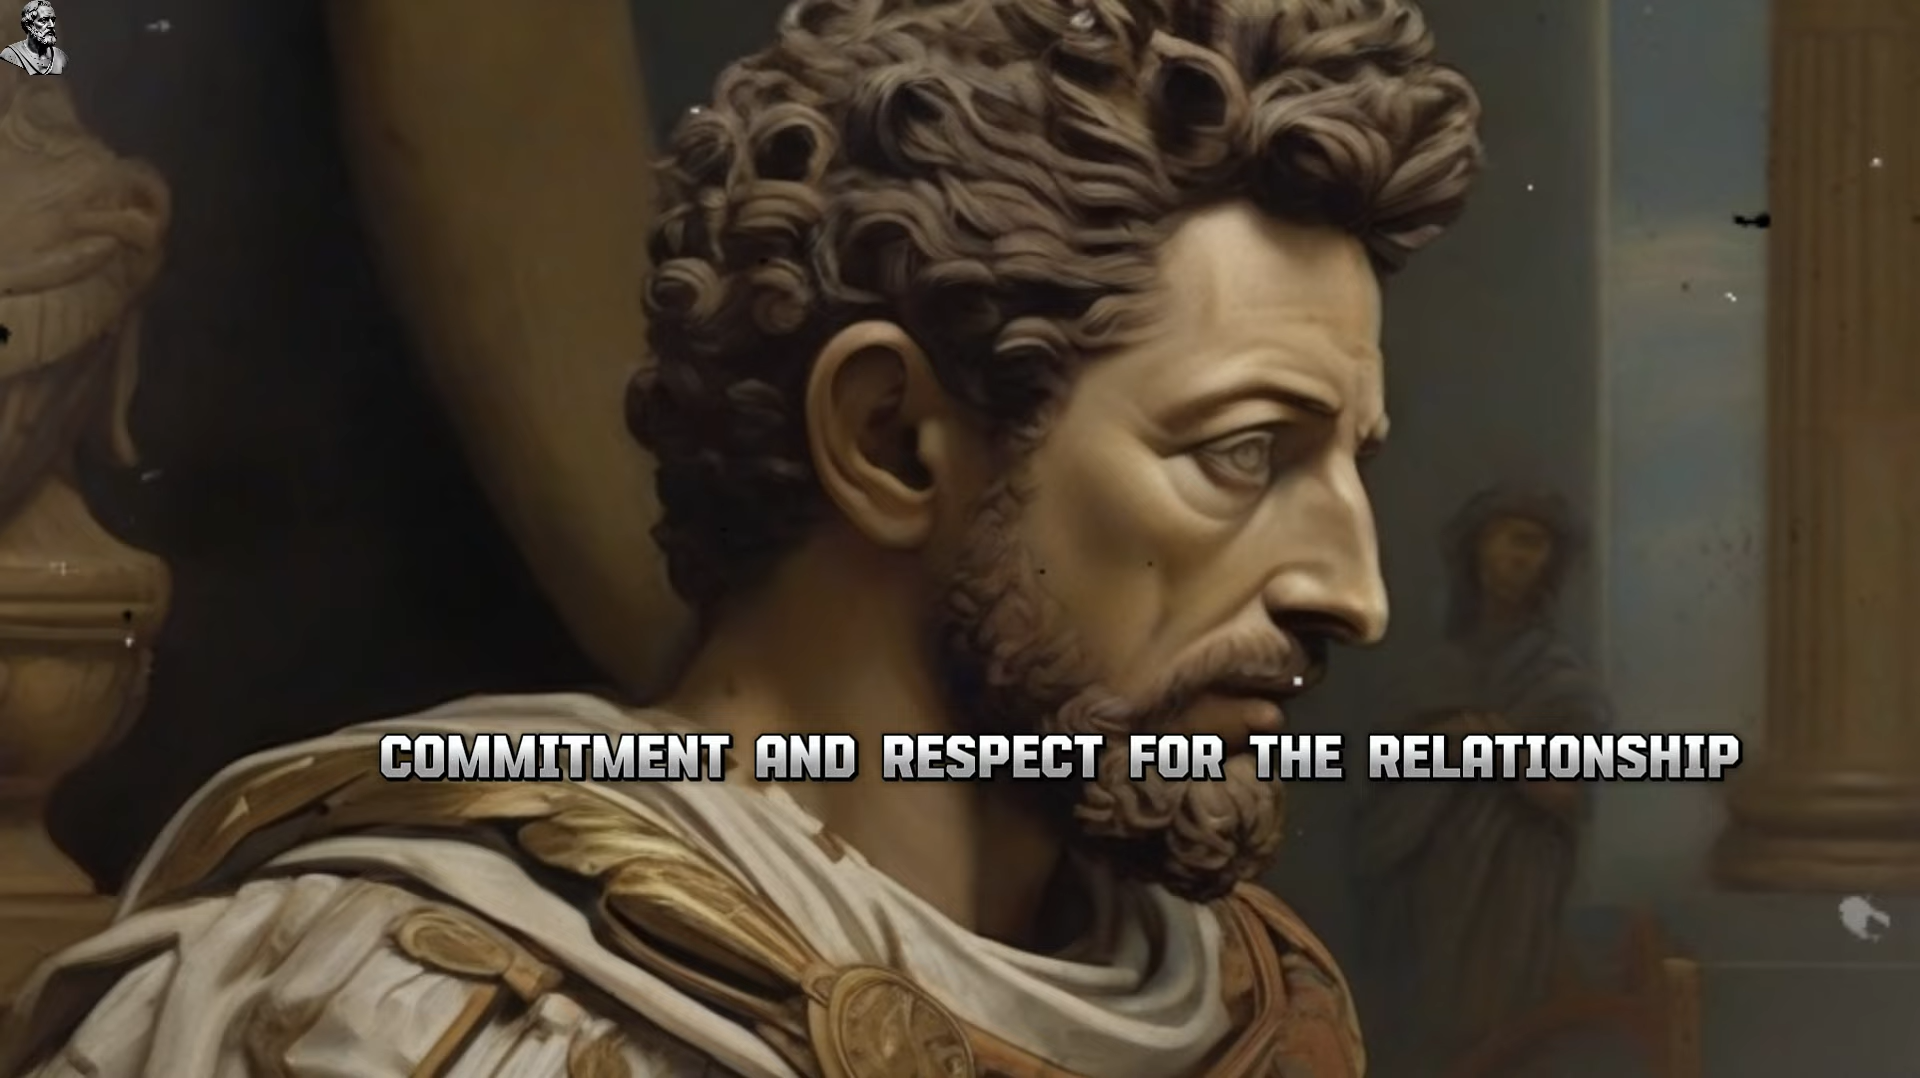 COMMITMENT AND RESPECT FOR THE RELATIONSHIP